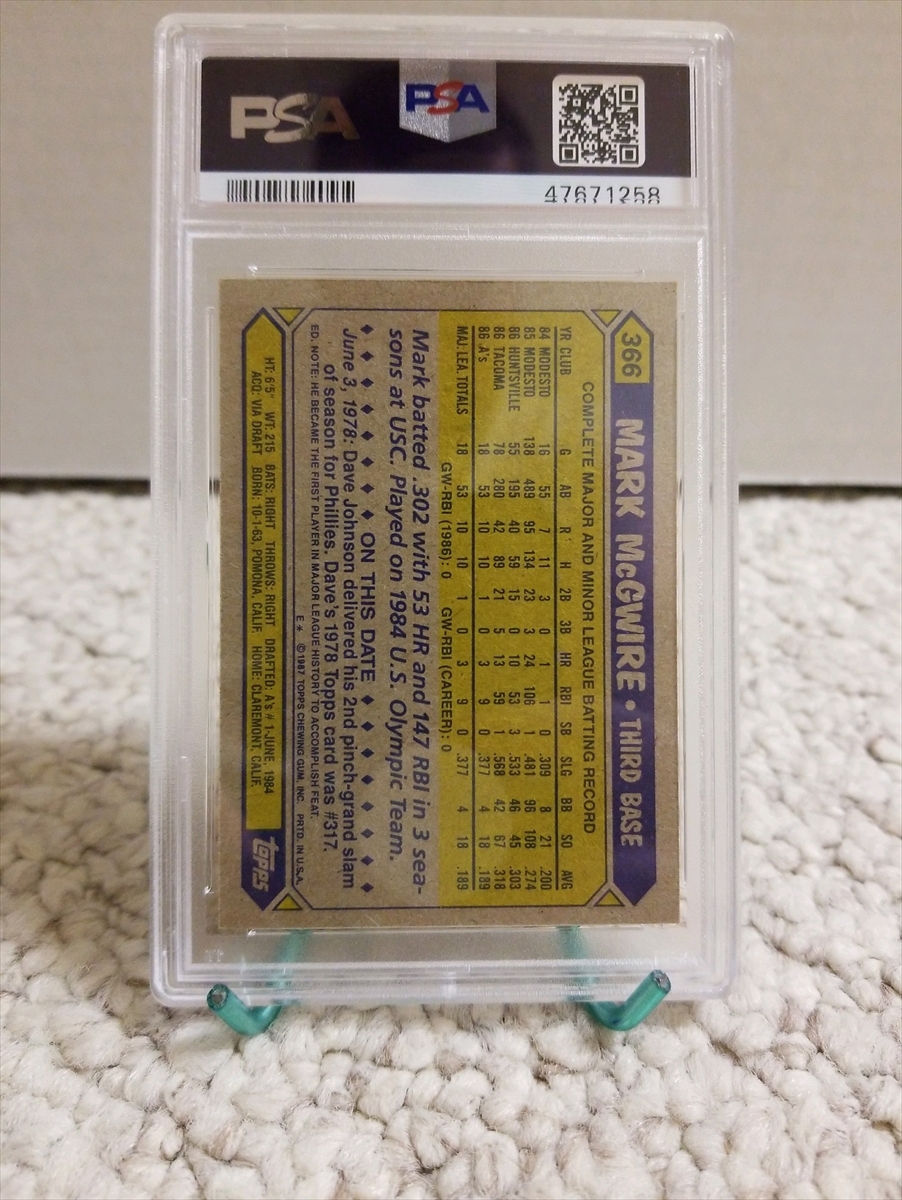 PSA
PSA
47671258
366 MARK McGWIRE • THIRD BASE
COMPLETE MAJOR AND MINOR LEAGUE BATTING RECORD
YR CLUB G AB R H 2B 3B HR RBI SB SLG BB SO AVG
84 MODESTO 16 55 7 11 3 0 1 1 0 .309 8 21 .200
85 MODESTO 138 489 95 134 23 3 24 106 1 .481 96 108 .274
86 HUNTSVILLE 55 195 40 59 15 0 10 53 3 .533 46 45 .303
86 TACOMA 78 280 42 89 21 5 13 59 1 .568 42 67 .318
86 A's 18 53 10 10 1 0 3 9 0 .377 4 18 .189
MAJ. LEA. TOTALS 18 53 10 10 1 0 3 9 0 .377 4 18 .189
GW-RBI (1986): 0 GW-RBI (CAREER): 0
Mark batted .302 with 53 HR and 147 RBI in 3 sea-
sons at USC. Played on 1984 U.S. Olympic Team.
♦ ♦ ♦ ♦ ♦ ♦ ♦ ON THIS DATE ♦ ♦ ♦ ♦ ♦ ♦ ♦
June 3, 1978: Dave Johnson delivered his 2nd pinch-grand slam
of season for Phillies. Dave's 1978 Topps card was #317.
ED. NOTE: HE BECAME THE FIRST PLAYER IN MAJOR LEAGUE HISTORY TO ACCOMPLISH FEAT.
E* ©1987 TOPPS CHEWING GUM, INC. PRTD. IN U.S.A.
HT: 6'5" WT: 215 BATS: RIGHT THROWS: RIGHT DRAFTED: A's #1-JUNE, 1984
ACQ: VIA DRAFT BORN: 10-1-63, POMONA, CALIF. HOME: CLAREMONT, CALIF.
topps